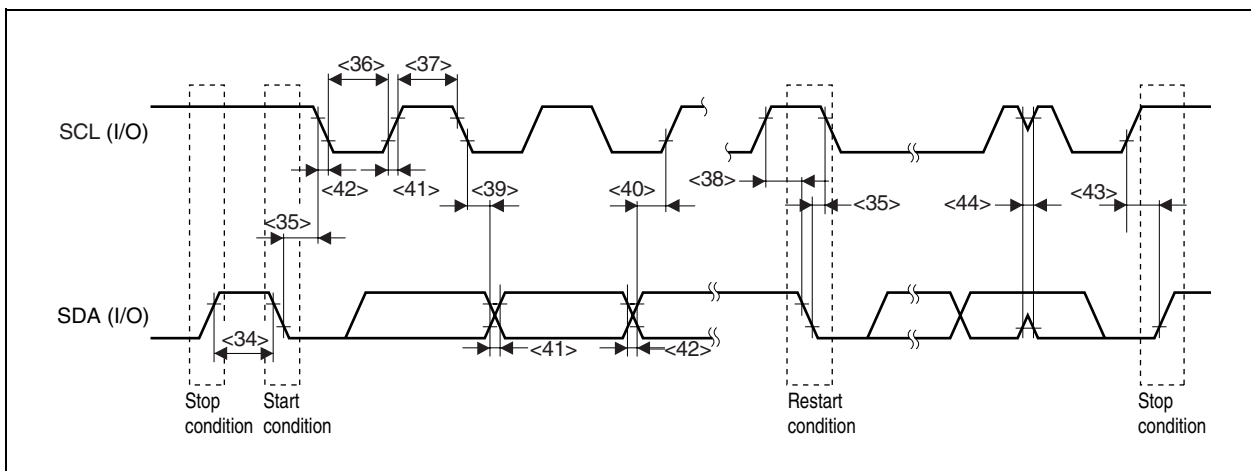 <36> <37>
SCL (I/O)
<42> <41> <39> <40> <38> <35> <44> <43>
<35>
SDA (I/O)
<34> <41> <42>
Stop condition
Start condition
Restart condition
Stop condition